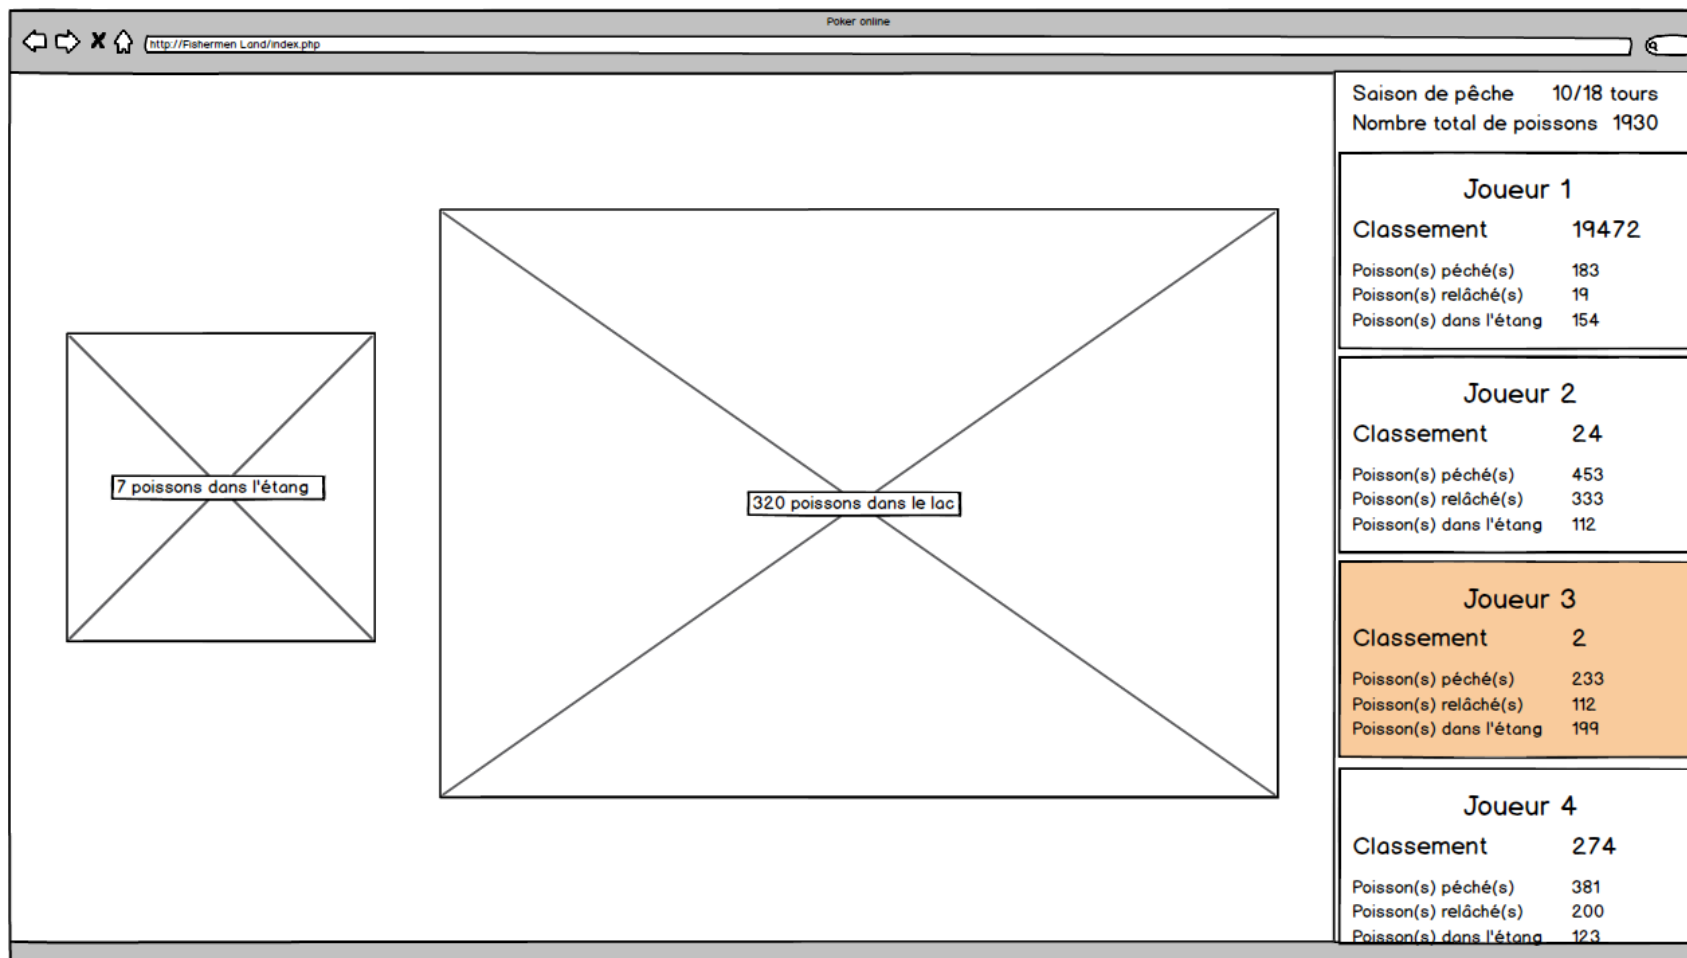 Poker online
http://Fishermen Land/index.php
Saison de pêche 10/18 tours
Nombre total de poissons 1930
7 poissons dans l'étang
320 poissons dans le lac
Joueur 1
Classement 19472
Poisson(s) péché(s) 183
Poisson(s) relâché(s) 19
Poisson(s) dans l'étang 154
Joueur 2
Classement 24
Poisson(s) péché(s) 453
Poisson(s) relâché(s) 333
Poisson(s) dans l'étang 112
Joueur 3
Classement 2
Poisson(s) péché(s) 233
Poisson(s) relâché(s) 112
Poisson(s) dans l'étang 199
Joueur 4
Classement 274
Poisson(s) péché(s) 381
Poisson(s) relâché(s) 200
Poisson(s) dans l'étang 123